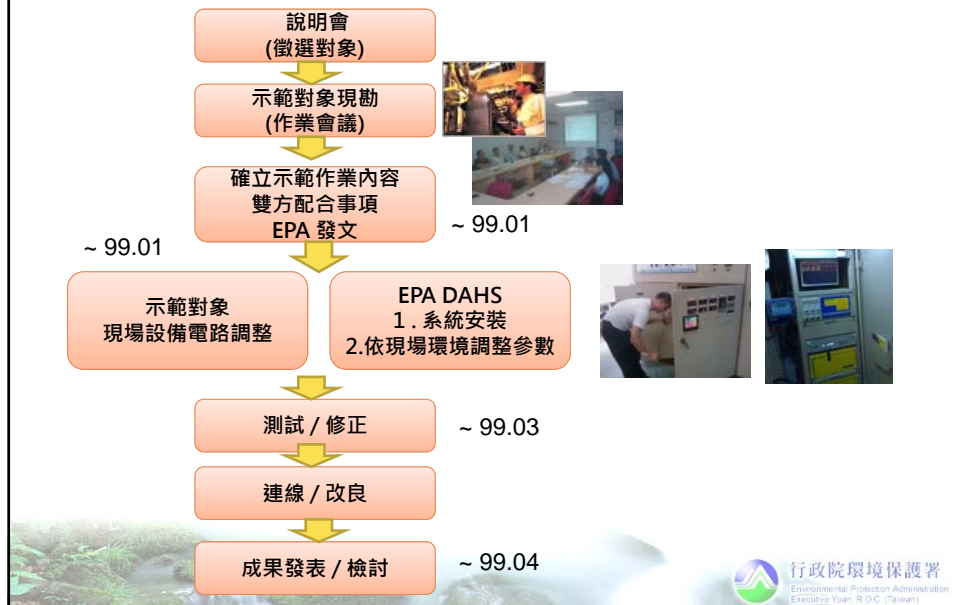 說明會
(徵選對象)
示範對象現勘
(作業會議)
確立示範作業內容
雙方配合事項
EPA 發文
~ 99.01
~ 99.01
示範對象
現場設備電路調整
EPA DAHS
1 . 系統安裝
2.依現場環境調整參數
測試 / 修正
~ 99.03
連線 / 改良
成果發表 / 檢討
~ 99.04
行政院環境保護署
Environmental Protection Administration
Executive Yuan, R.O.C. (Taiwan)